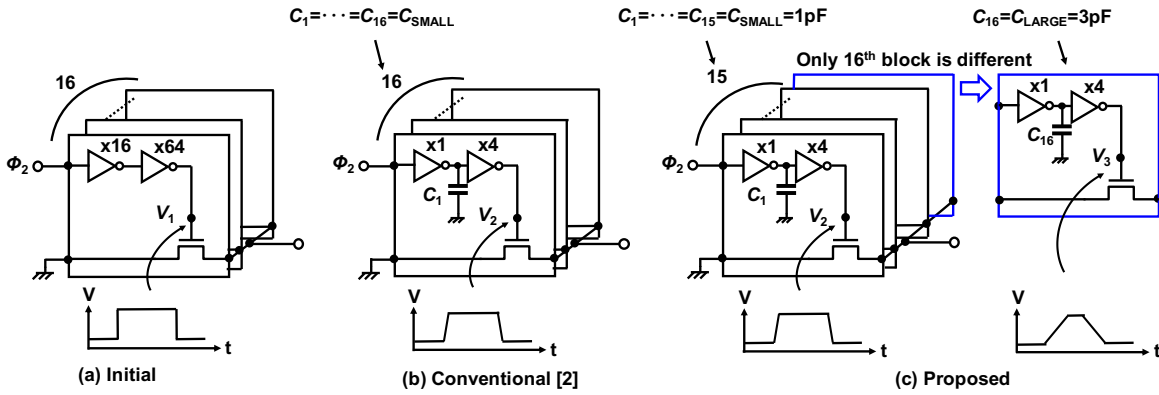 C1=···=C16=CSMALL
C1=···=C15=CSMALL=1pF
C16=CLARGE=3pF
Only 16th block is different
16
x16
x64
Φ2
V1
V
t
(a) Initial
16
x1
x4
Φ2
C1
V2
V
t
(b) Conventional [2]
15
x1
x4
Φ2
C1
V2
V
t
x1
x4
C16
V3
V
t
(c) Proposed